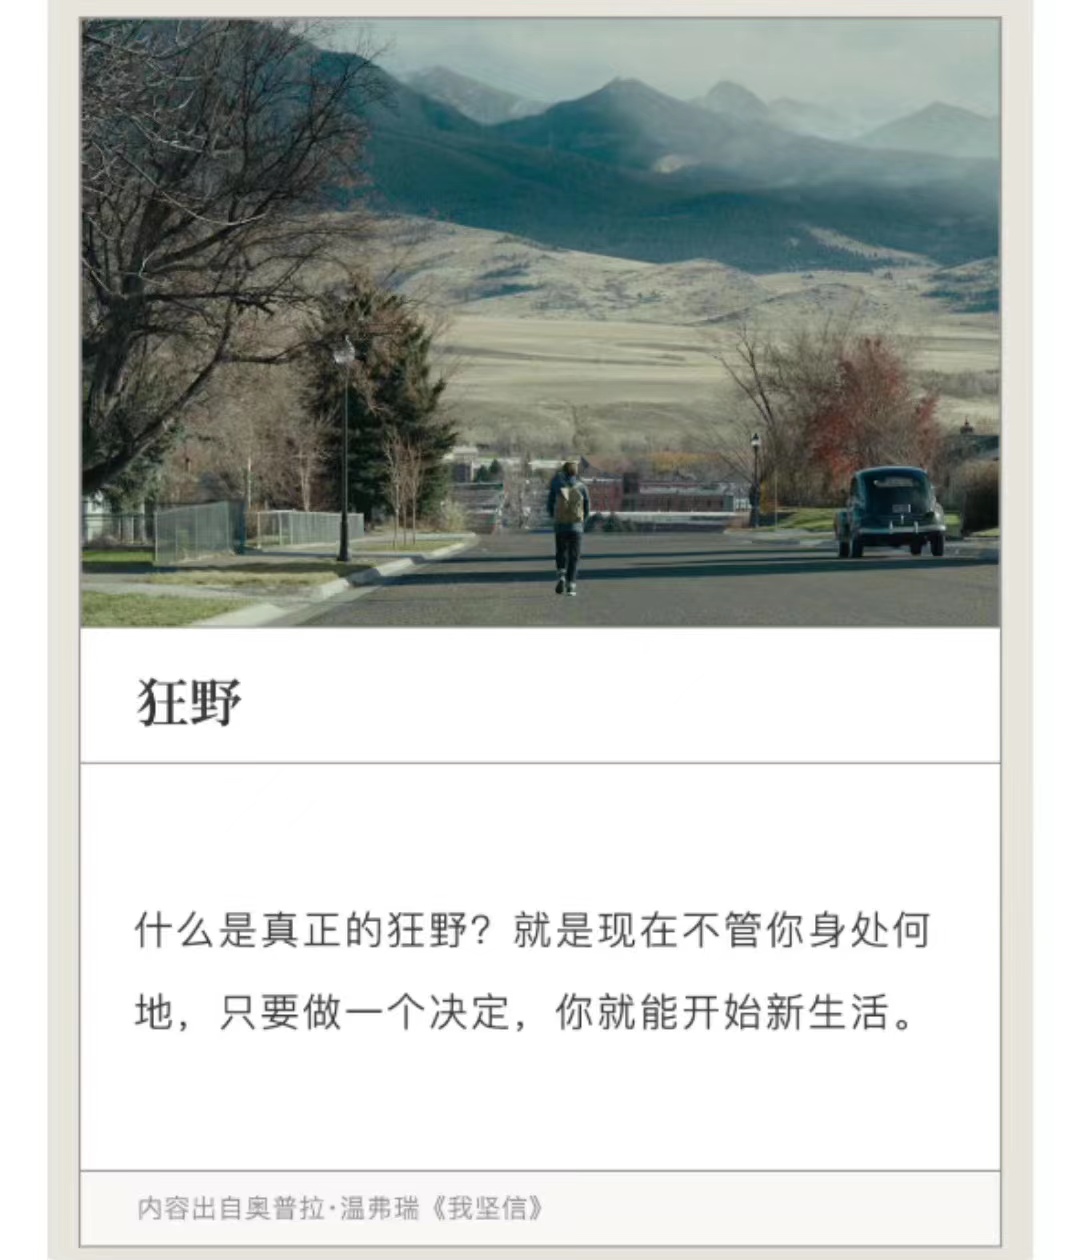 狂野
什么是真正的狂野？就是现在不管你身处何
地，只要做一个决定，你就能开始新生活。
内容出自奥普拉·温弗瑞《我坚信》